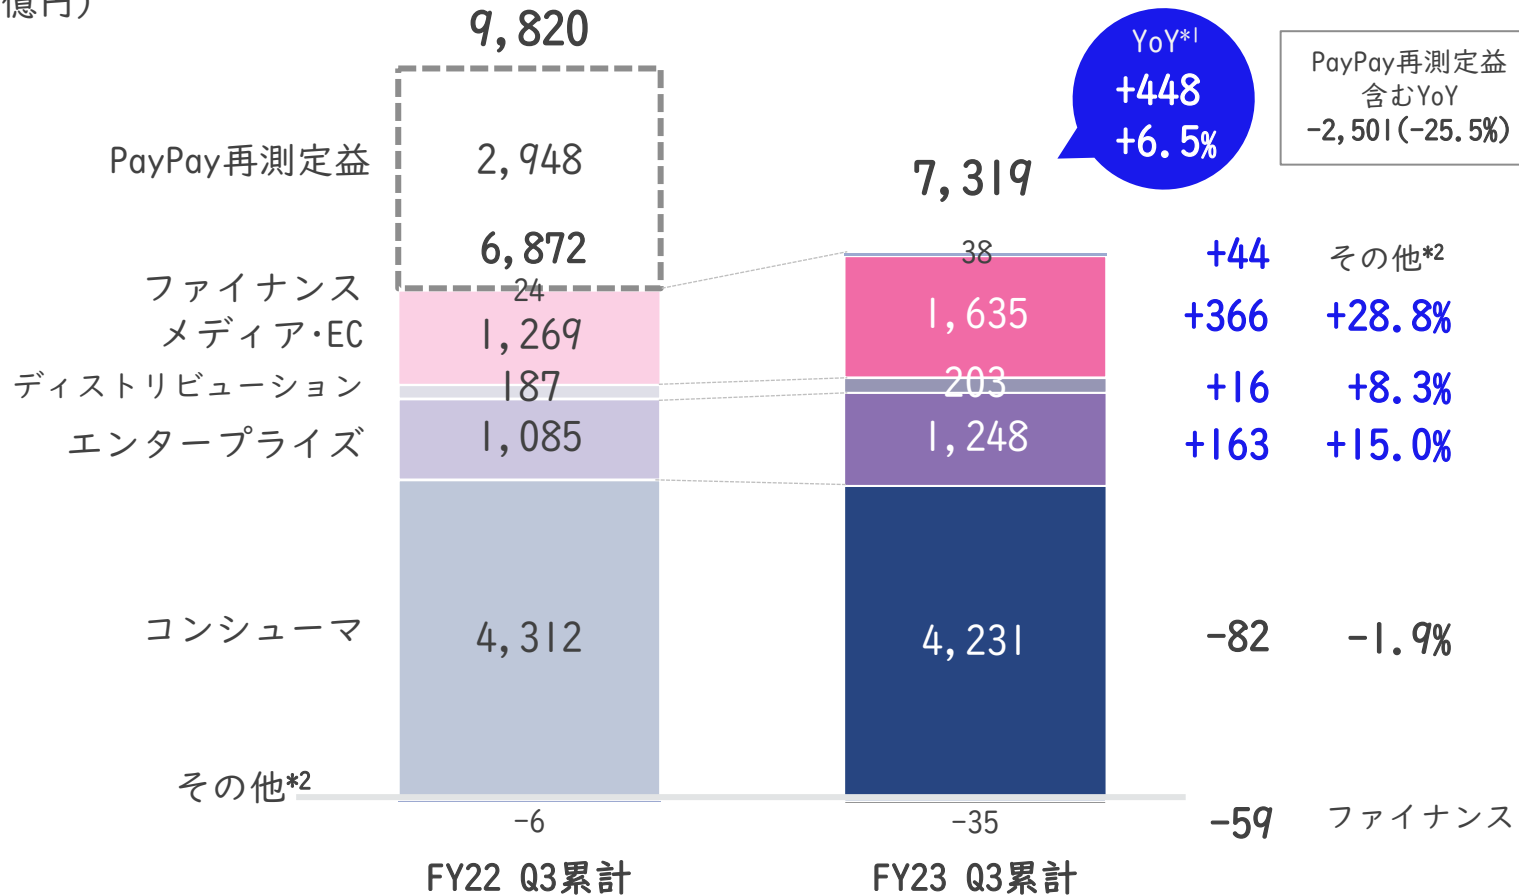 億円)
9,820
YoY*1
+448
+6.5%
PayPay再測定益
含むYoY
-2,501(-25.5%)
PayPay再測定益
2,948
7,319
6,872
ファイナンス
24
38
+44
その他*2
メディア・EC
1,269
1,635
+366
+28.8%
ディストリビューション
187
203
+16
+8.3%
エンタープライズ
1,085
1,248
+163
+15.0%
コンシューマ
4,312
4,231
-82
-1.9%
その他*2
-6
-35
-59
ファイナンス
FY22 Q3累計
FY23 Q3累計